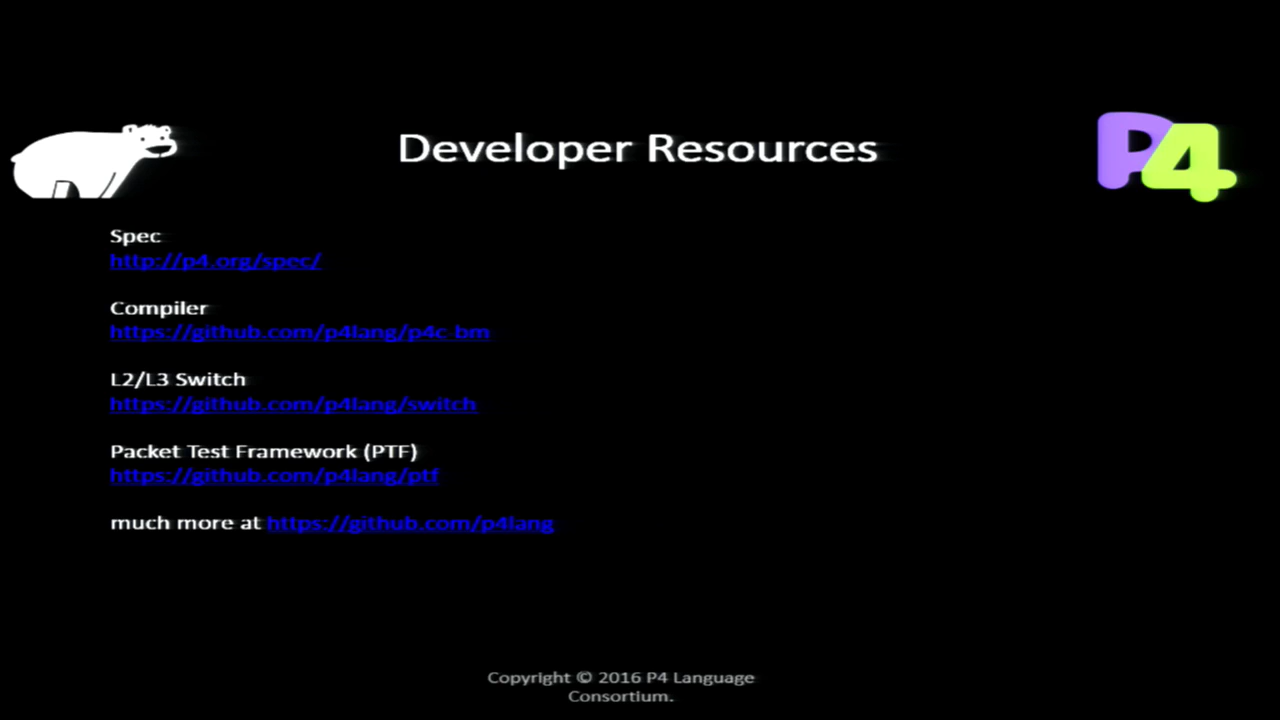 Developer Resources
P4
Spec
http://p4.org/spec/
Compiler
https://github.com/p4lang/p4c-bm
L2/L3 Switch
https://github.com/p4lang/switch
Packet Test Framework (PTF)
https://github.com/p4lang/ptf
much more at https://github.com/p4lang
Copyright © 2016 P4 Language
Consortium.